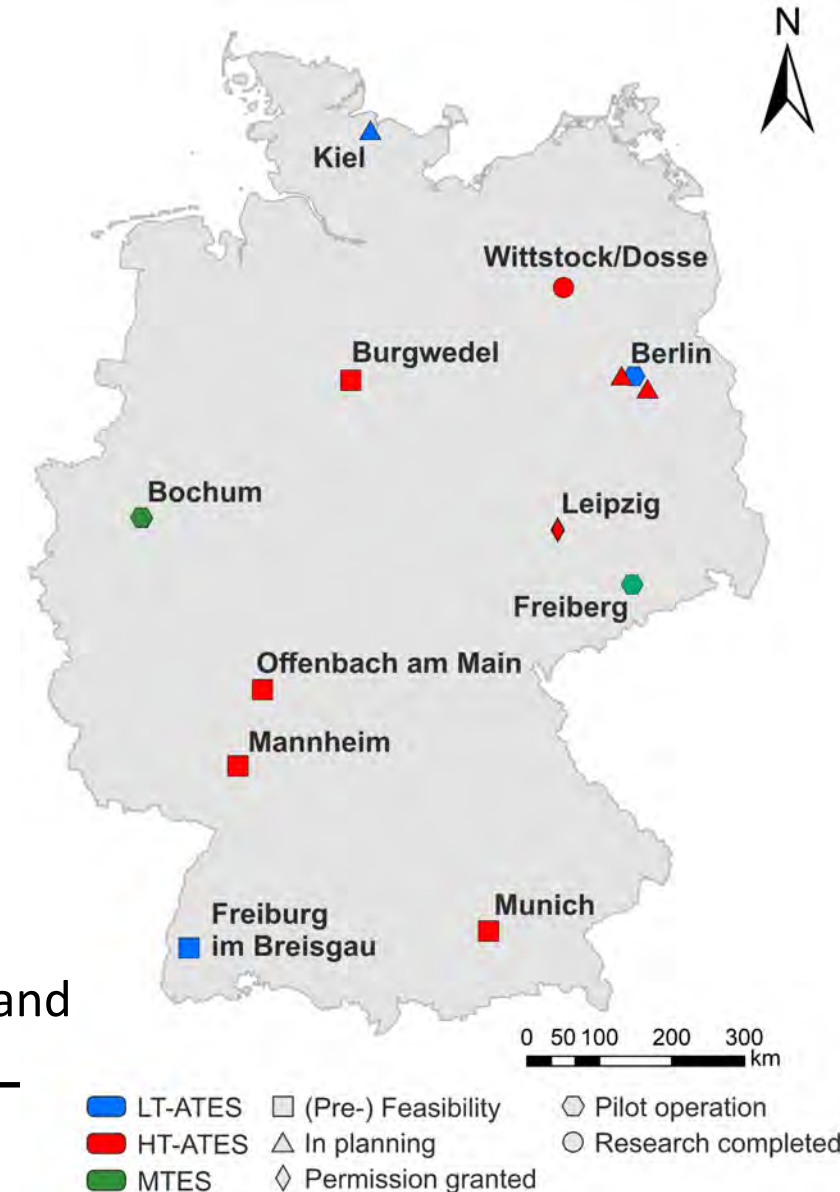 N
Kiel
Wittstock/Dosse
Burgwedel
Berlin
Bochum
Leipzig
Freiberg
Offenbach am Main
Mannheim
Freiburg
im Breisgau
Munich
and
0 50 100 200 300
km
LT-ATES (Pre-) Feasibility Pilot operation
HT-ATES In planning Research completed
MTES Permission granted